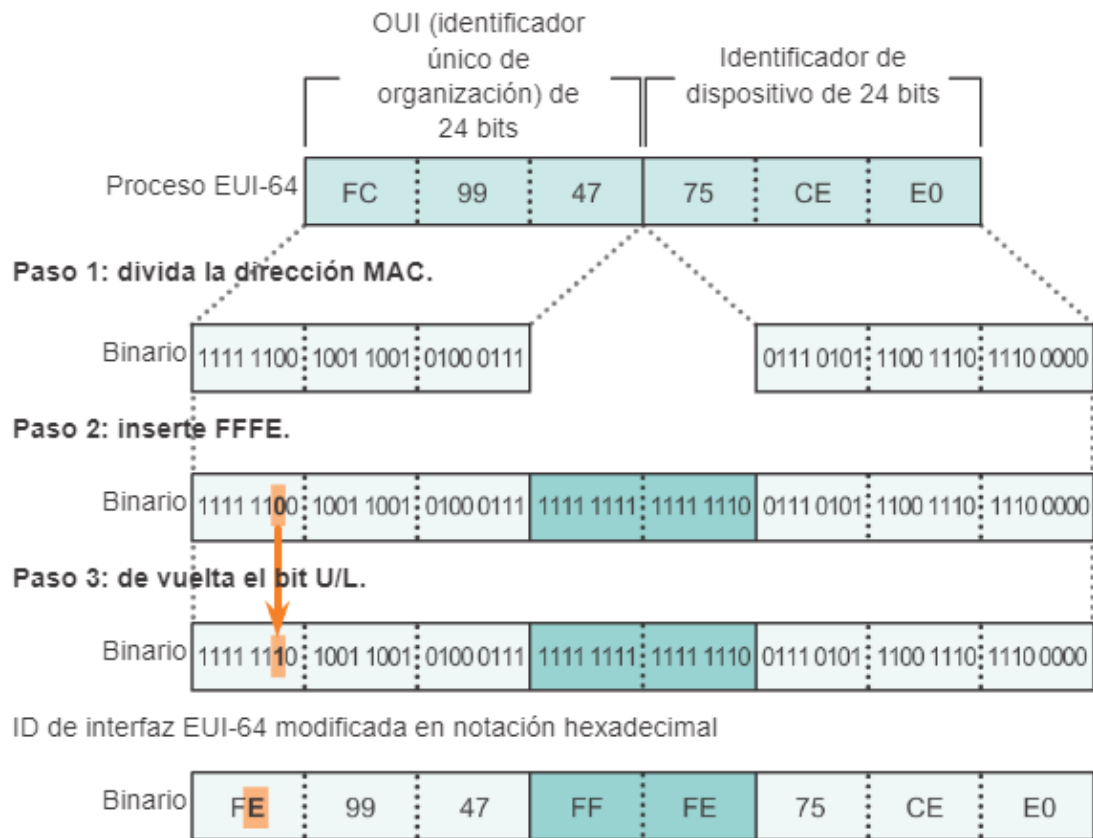 OUI (identificador
único de
organización) de
24 bits
Identificador de
dispositivo de 24 bits
Proceso EUI-64 FC 99 47 75 CE E0
Paso 1: divida la dirección MAC.
Binario 1111 1100 1001 1001 0100 0111 0111 0101 1100 1110 1110 0000
Paso 2: inserte FFFE.
Binario 1111 1100 1001 1001 0100 0111 1111 1111 1111 1110 0111 0101 1100 1110 1110 0000
Paso 3: de vuelta el bit U/L.
Binario 1111 1110 1001 1001 0100 0111 1111 1111 1111 1110 0111 0101 1100 1110 1110 0000
ID de interfaz EUI-64 modificada en notación hexadecimal
Binario FE 99 47 FF FE 75 CE E0